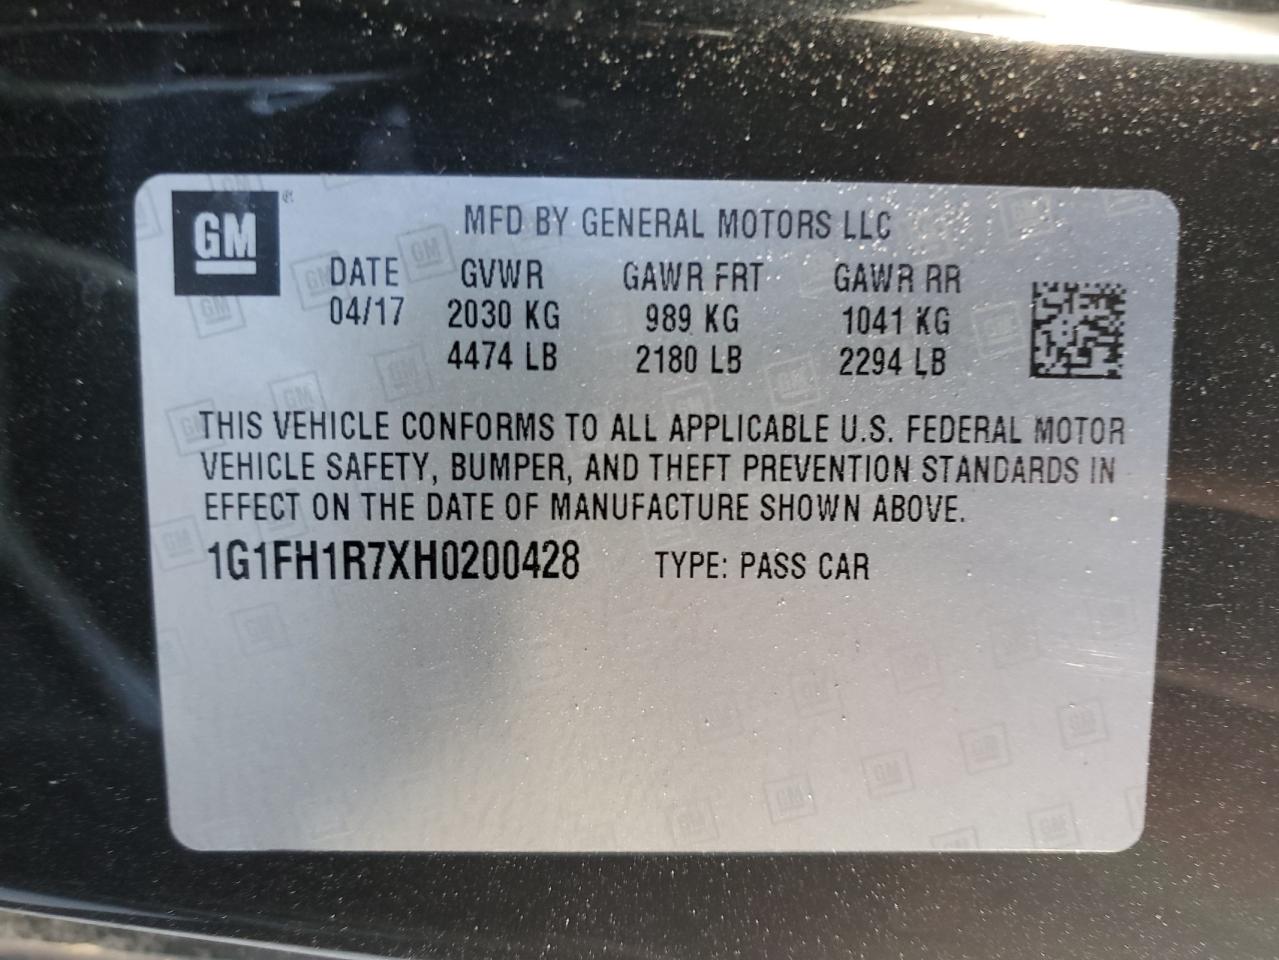 GM
MFD BY GENERAL MOTORS LLC
DATE GVWR GAWR FRT GAWR RR
04/17 2030 KG 989 KG 1041 KG
4474 LB 2180 LB 2294 LB
THIS VEHICLE CONFORMS TO ALL APPLICABLE U.S. FEDERAL MOTOR
VEHICLE SAFETY, BUMPER, AND THEFT PREVENTION STANDARDS IN
EFFECT ON THE DATE OF MANUFACTURE SHOWN ABOVE.
1G1FH1R7XH0200428 TYPE: PASS CAR